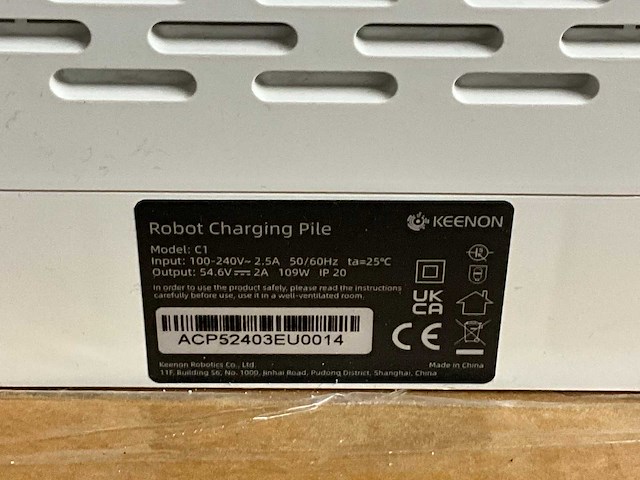 Robot Charging Pile
KEENON
Model: C1
Input: 100-240V~ 2.5A 50/60Hz ta=25℃
Output: 54.6V⎓2A 109W IP 20
In order to use the product safely, please read the instructions
carefully before use, use it in a well-ventilated room.
UK
CA
CE
ACP52403EU0014
Keenon Robotics Co., Ltd.
Made in China
11F, Building 56, No. 1000, Jinhai Road, Pudong District, Shanghai, China